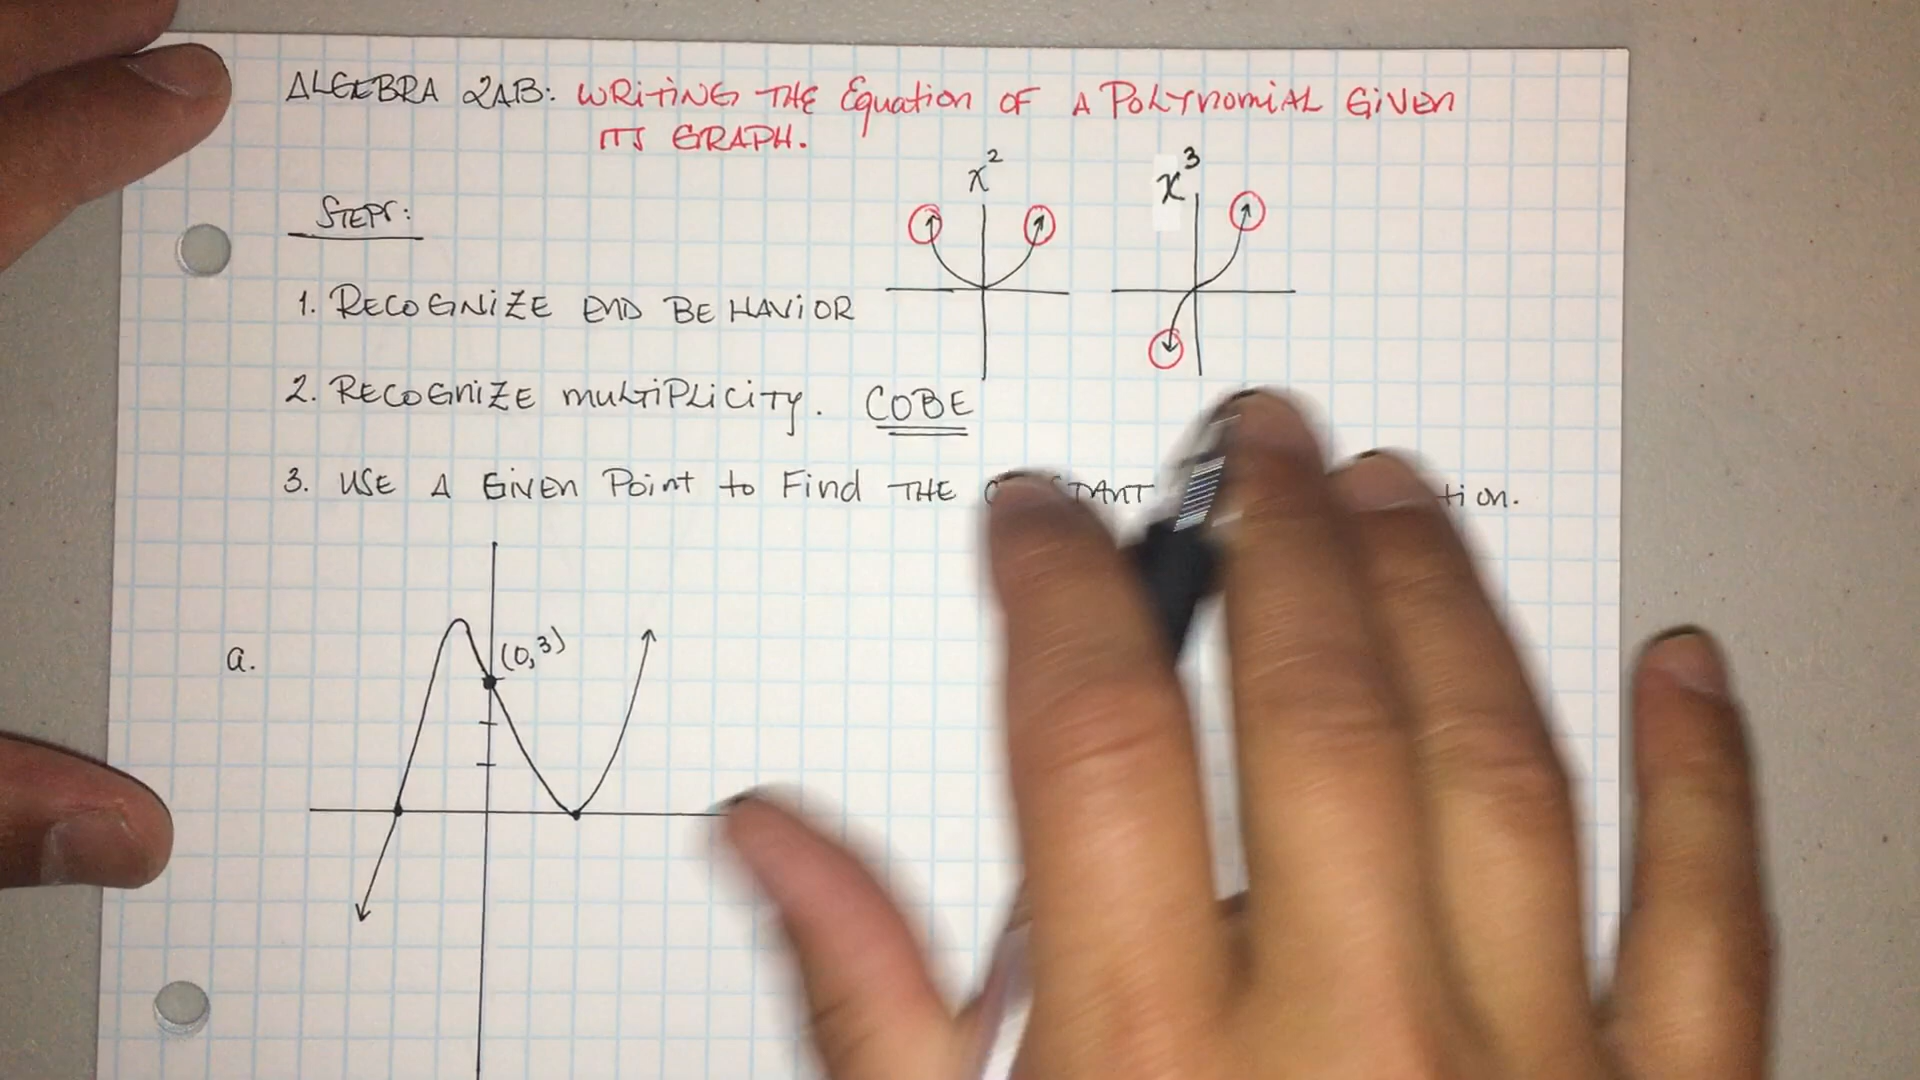 ALGEBRA 2AB: WRITING THE Equation OF A POLYNOMIAL GIVEN
ITS GRAPH.
x²
x³
STEPS:
1. RECOGNIZE END BEHAVIOR
2. RECOGNIZE MULTIPLICITY. COBE
3. USE A GIVEN POINT to FIND THE
a.
(0,3)